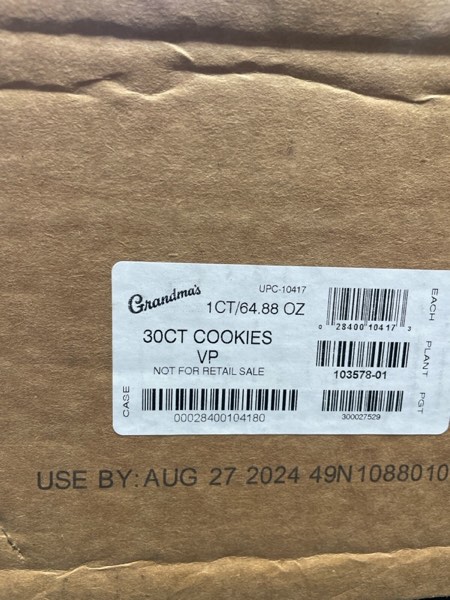 Grandma's
UPC-10417
1CT/64.88 OZ
30CT COOKIES
VP
NOT FOR RETAIL SALE
CASE
00028400104180
0 28400 10417 3
EACH
103578-01
PLANT
300027529
PGT
USE BY: AUG 27 2024 49N1088010